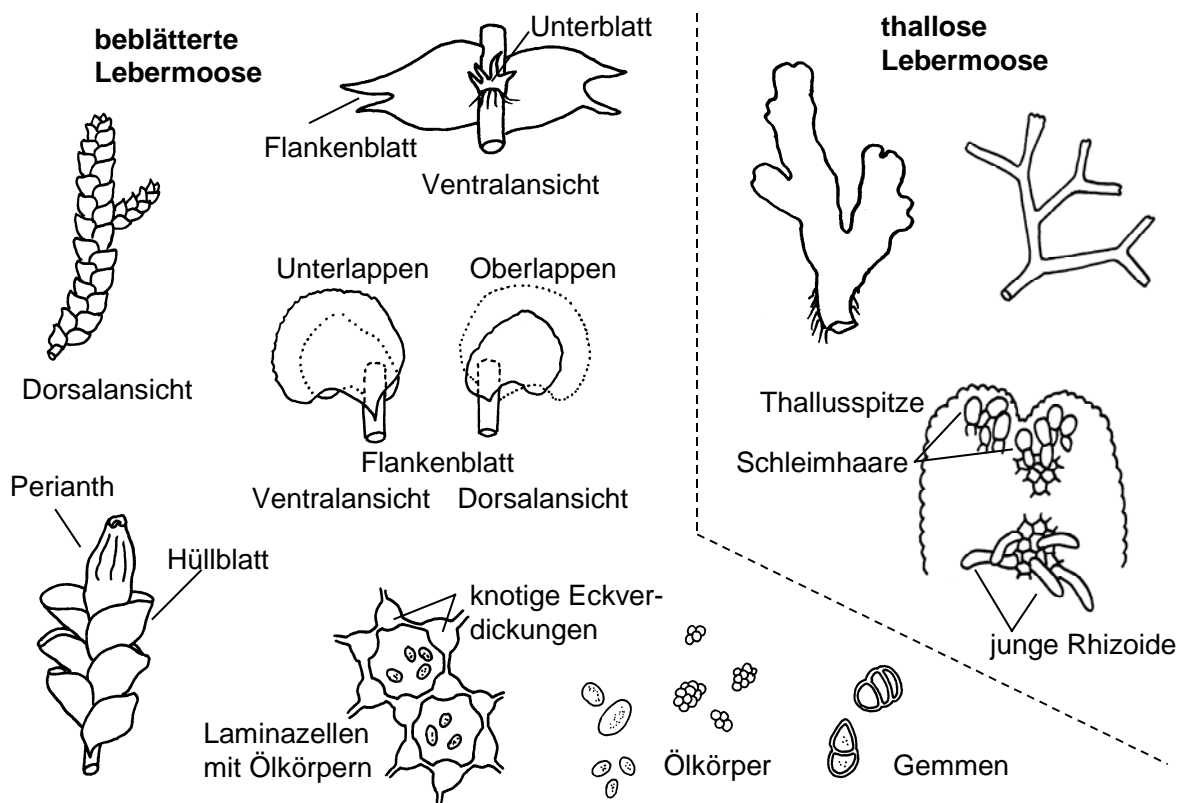 beblätterte
Lebermoose
Unterblatt
Flankenblatt
Ventralansicht
Unterlappen
Oberlappen
Dorsalansicht
Flankenblatt
Ventralansicht
Dorsalansicht
Perianth
Hüllblatt
knotige Eckver-
dickungen
Laminazellen
mit Ölkörpern
Ölkörper
Gemmen
thallose
Lebermoose
Thallusspitze
Schleimhaare
junge Rhizoide